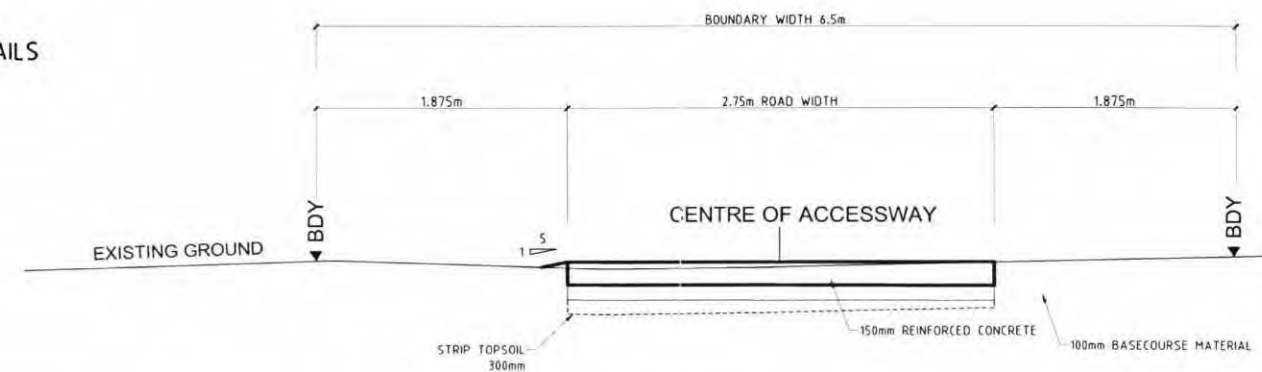 BOUNDARY WIDTH 6.5m
AILS
1.875m
2.75m ROAD WIDTH
1.875m
CENTRE OF ACCESSWAY
BDY
BDY
EXISTING GROUND
1
5
150mm REINFORCED CONCRETE
100mm BASECOURSE MATERIAL
STRIP TOPSOIL
300mm